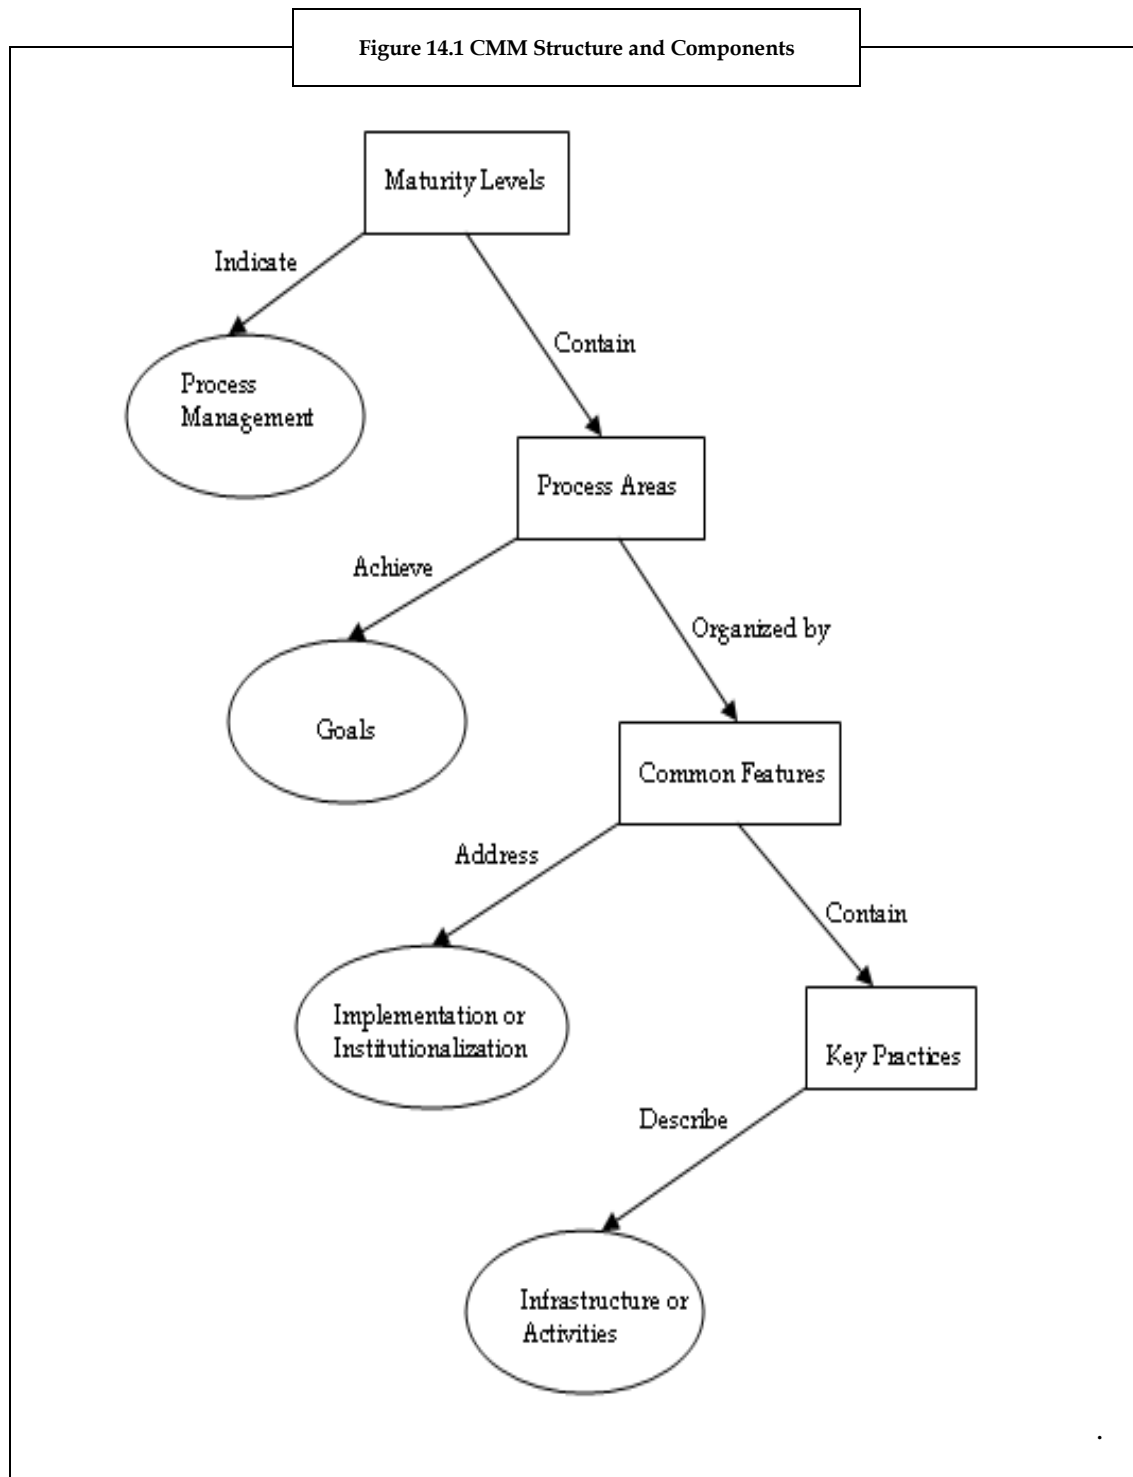 Figure 14.1 CMM Structure and Components
Maturity Levels
Indicate
Contain
Process
Management
Process Areas
Achieve
Organized by
Goals
Common Features
Address
Contain
Implementation or
Institutionalization
Key Practices
Describe
Infrastructure or
Activities
.